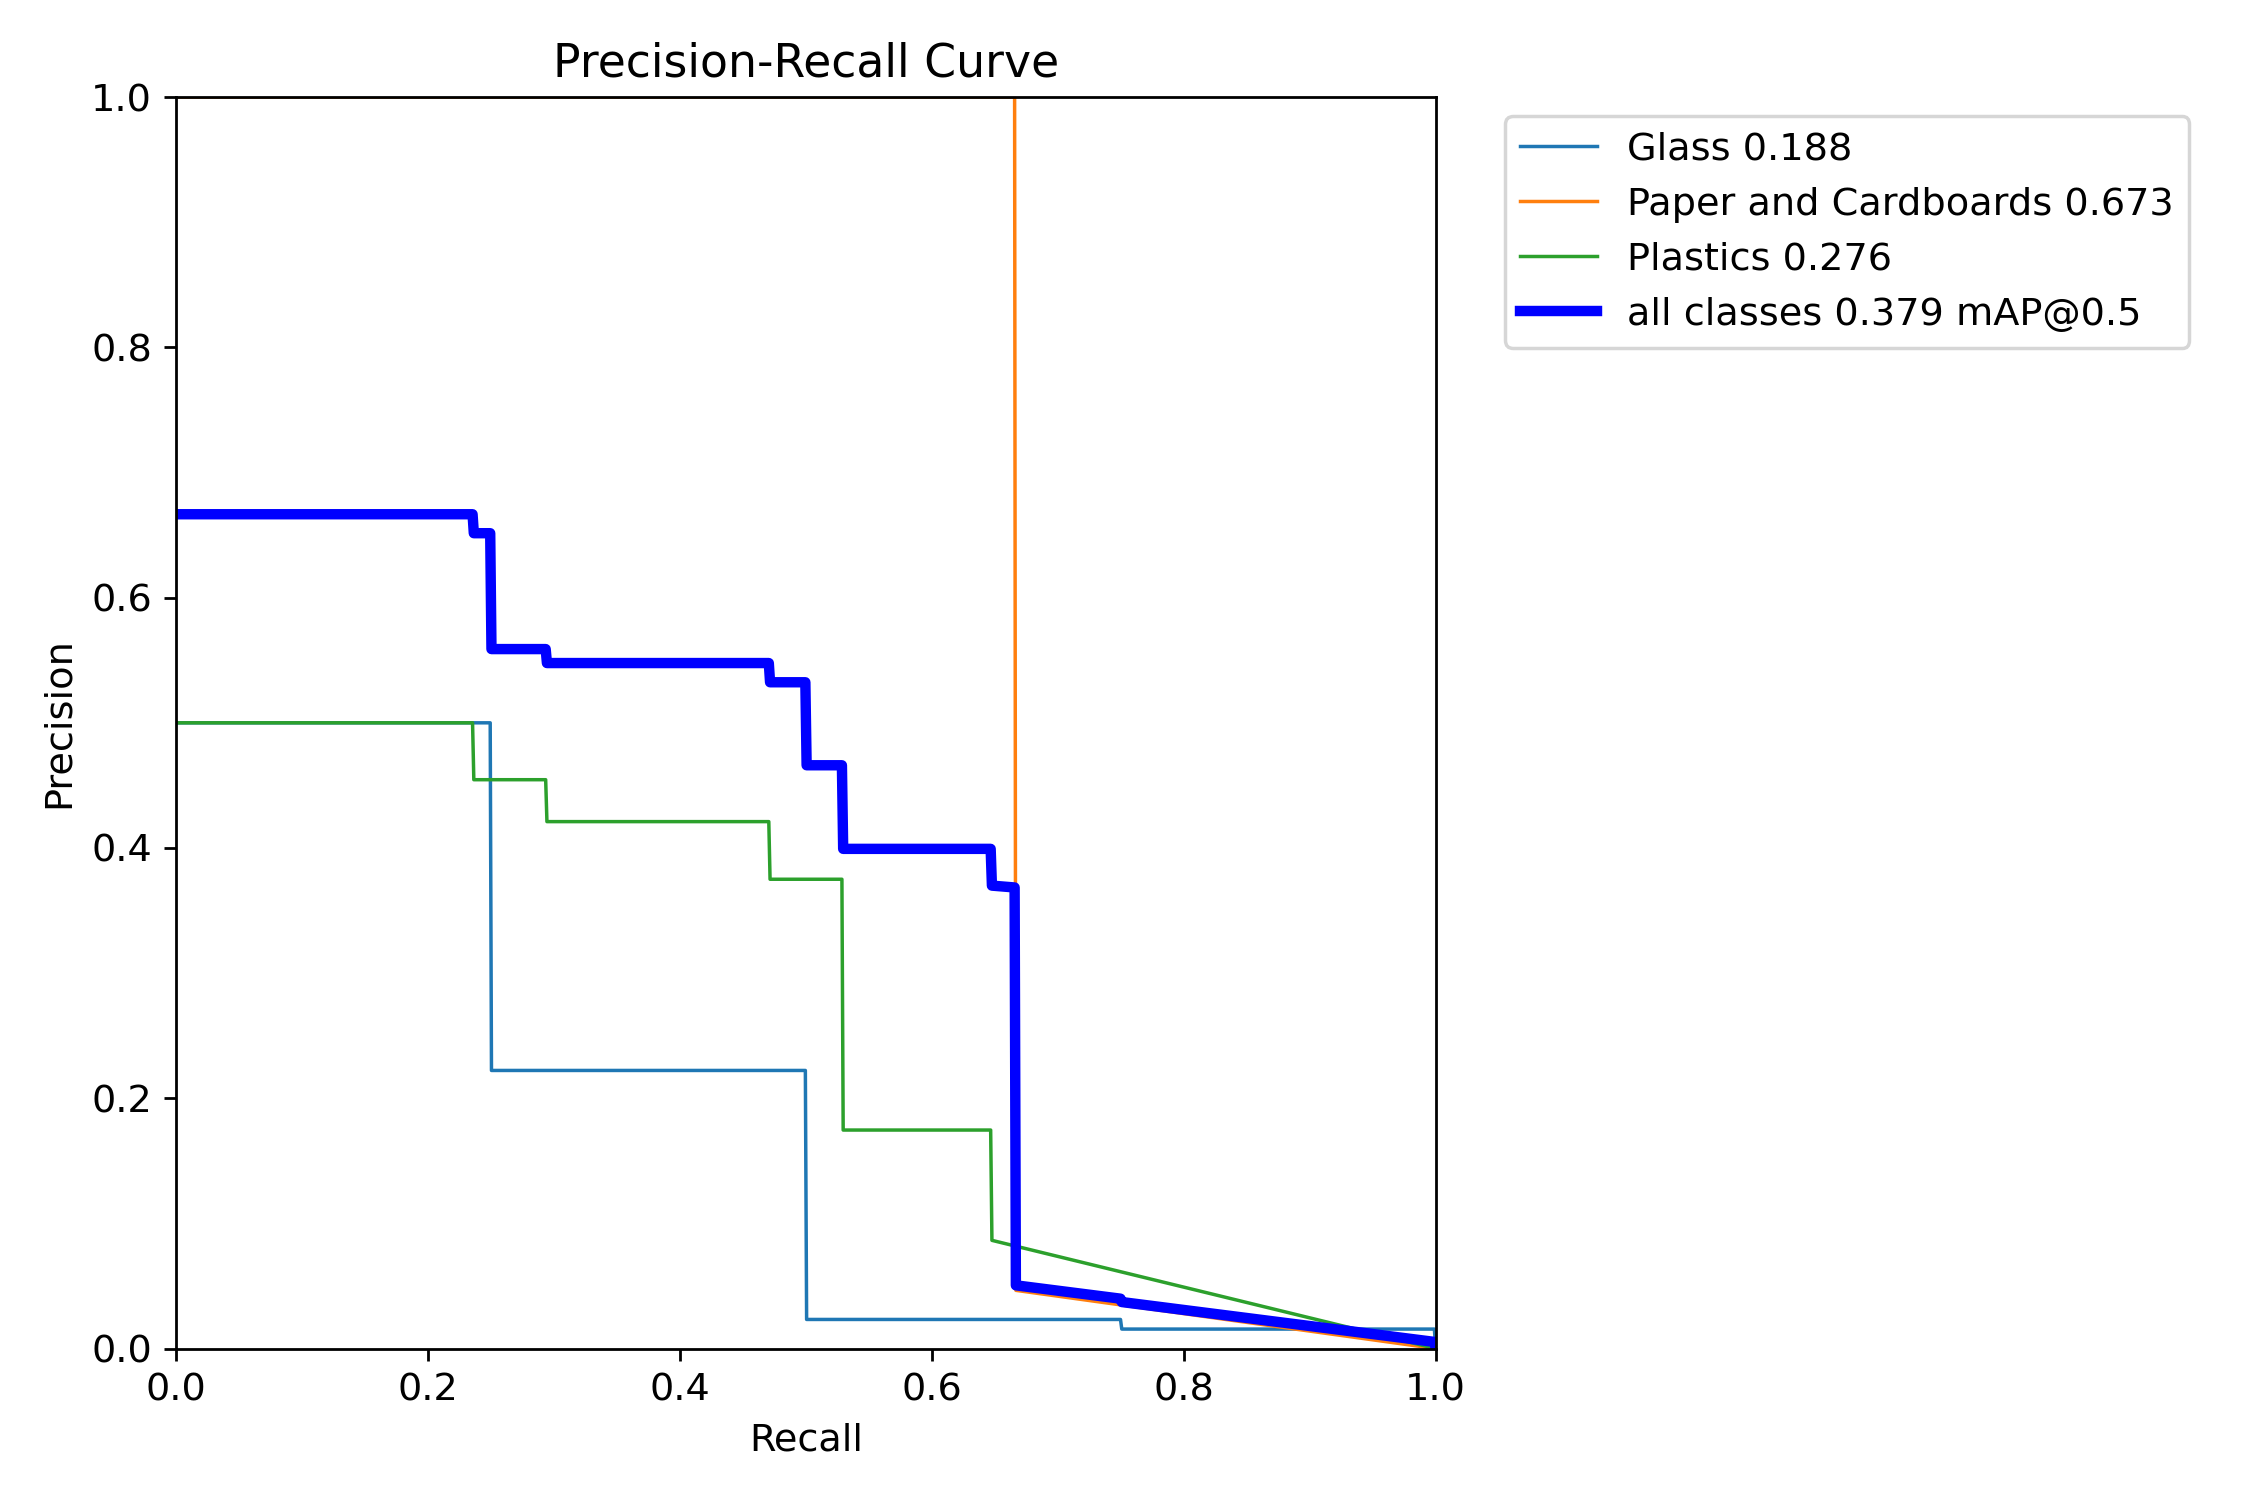 Precision-Recall Curve
1.0
0.8
0.6
0.4
0.2
0.0
Precision
0.0 0.2 0.4 0.6 0.8 1.0
Recall
Glass 0.188
Paper and Cardboards 0.673
Plastics 0.276
all classes 0.379 mAP@0.5